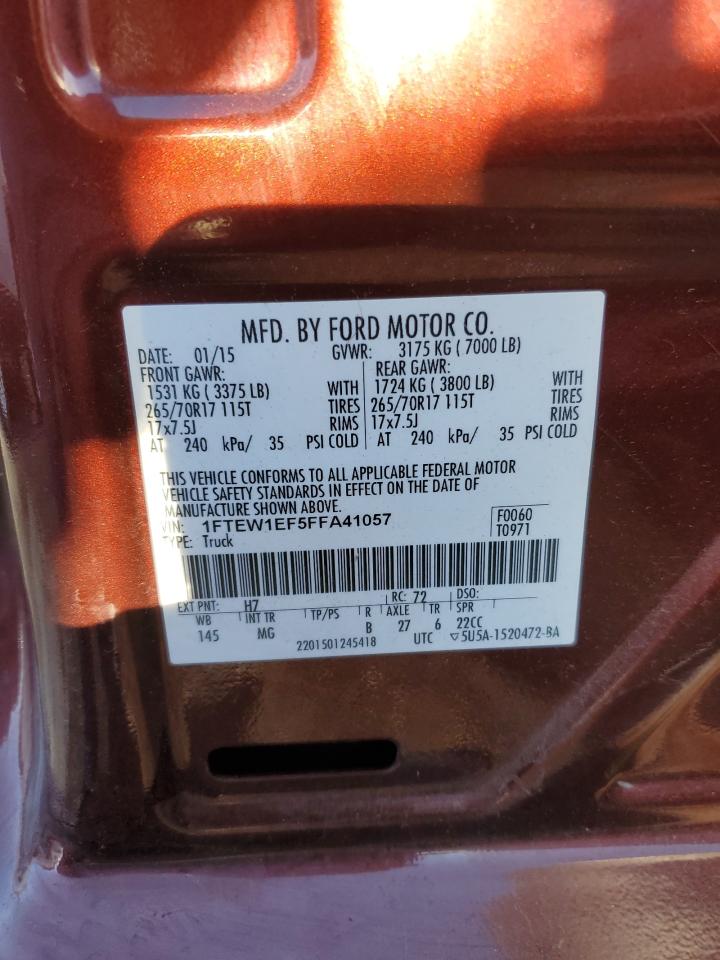 MFD. BY FORD MOTOR CO.
DATE: 01/15 GVWR: 3175 KG ( 7000 LB)
FRONT GAWR: REAR GAWR:
1531 KG ( 3375 LB) WITH 1724 KG ( 3800 LB) WITH
265/70R17 115T TIRES 265/70R17 115T TIRES
17x7.5J RIMS 17x7.5J RIMS
AT 240 kPa/ 35 PSI COLD AT 240 kPa/ 35 PSI COLD
THIS VEHICLE CONFORMS TO ALL APPLICABLE FEDERAL MOTOR
VEHICLE SAFETY STANDARDS IN EFFECT ON THE DATE OF
MANUFACTURE SHOWN ABOVE.
VIN: 1FTEW1EF5FFA41057 F0060
TYPE: Truck T0971
EXT PNT: H7 RC: 72 DSO:
WB INT TR TP/PS R AXLE TR SPR
145 MG B 27 6 22CC
2201501245418 UTC ▽5U5A-1520472-BA